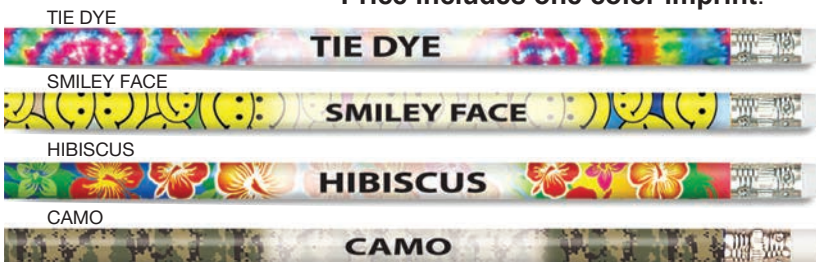 Price includes one color imprint.
TIE DYE
TIE DYE
SMILEY FACE
SMILEY FACE
HIBISCUS
HIBISCUS
CAMO
CAMO